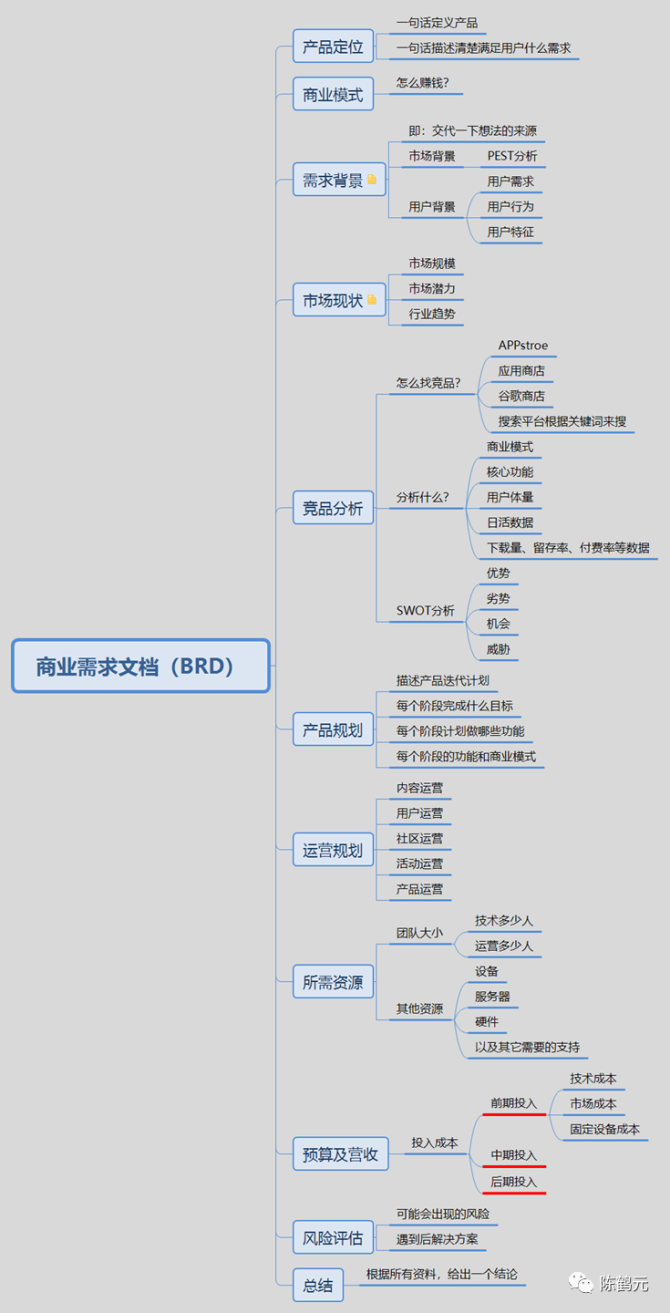 商业需求文档（BRD）
产品定位
一句话定义产品
一句话描述清楚满足用户什么需求
商业模式
怎么赚钱？
需求背景
即：交代一下想法的来源
市场背景
PEST分析
用户背景
用户需求
用户行为
用户特征
市场现状
市场规模
市场潜力
行业趋势
竞品分析
怎么找竞品？
APPstroe
应用商店
谷歌商店
搜索平台根据关键词来搜
分析什么？
商业模式
核心功能
用户体量
日活数据
下载量、留存率、付费率等数据
SWOT分析
优势
劣势
机会
威胁
产品规划
描述产品迭代计划
每个阶段完成什么目标
每个阶段计划做哪些功能
每个阶段的功能和商业模式
运营规划
内容运营
用户运营
社区运营
活动运营
产品运营
所需资源
团队大小
技术多少人
运营多少人
其他资源
设备
服务器
硬件
以及其它需要的支持
预算及营收
投入成本
前期投入
技术成本
市场成本
固定设备成本
中期投入
后期投入
风险评估
可能会出现的风险
遇到后解决方案
总结
根据所有资料，给出一个结论
陈鹤元